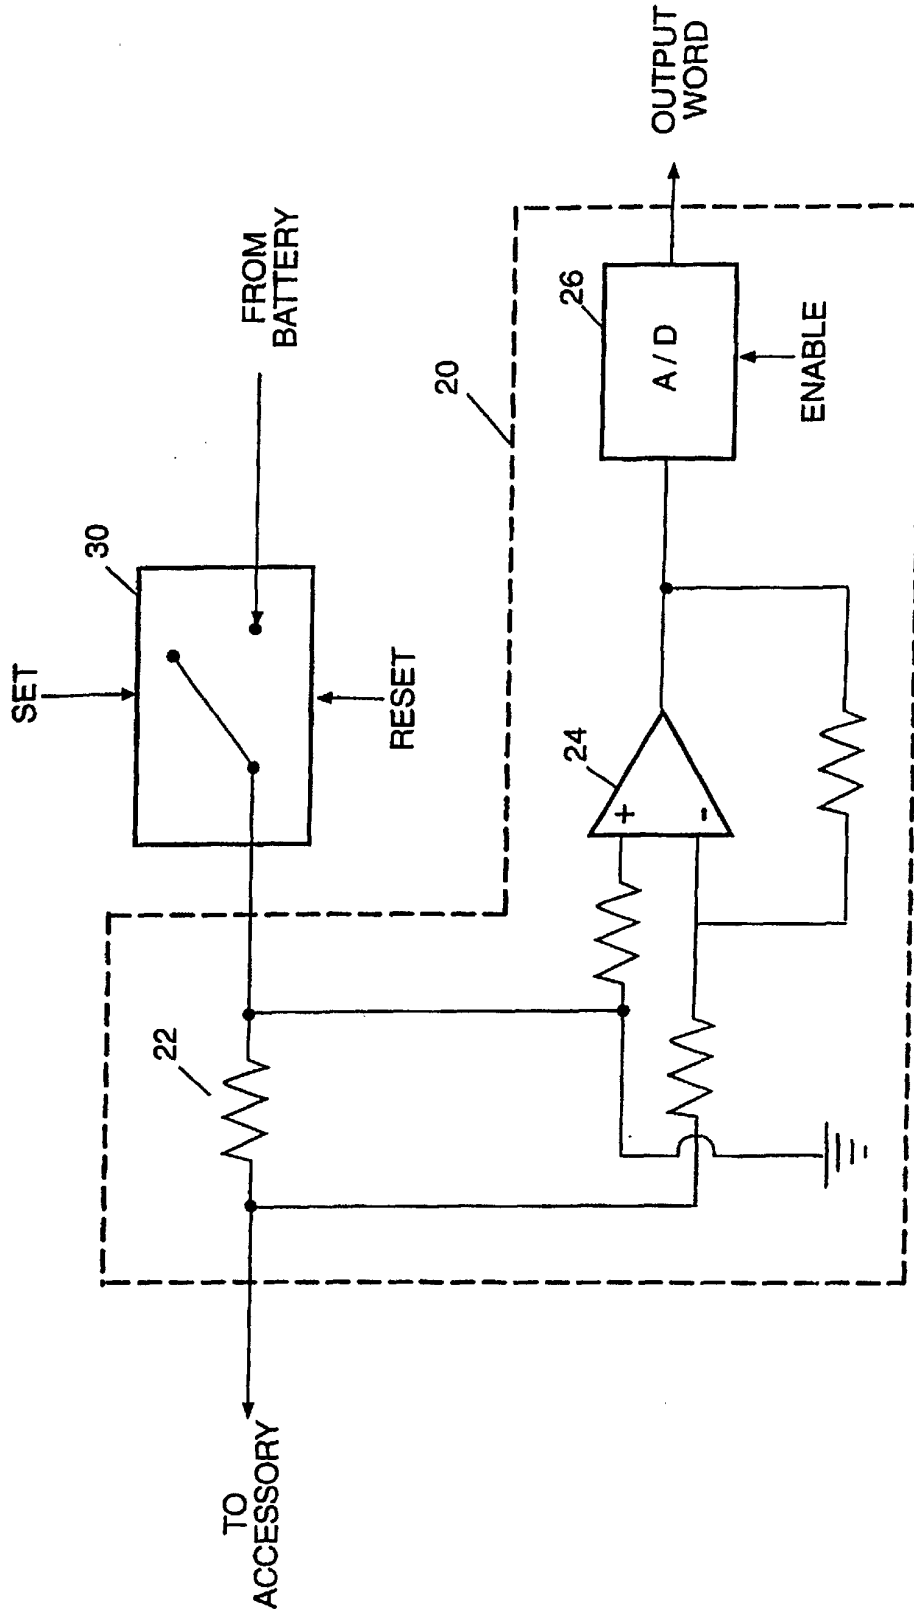 SET
30
FROM
BATTERY
RESET
20
22
TO
ACCESSORY
24
+
-
26
A / D
ENABLE
OUTPUT
WORD